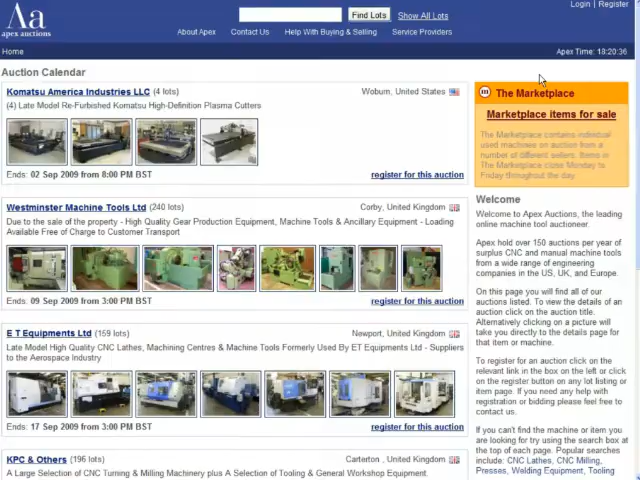 Login | Register
Aa
apex auctions
Find Lots
Show All Lots
About Apex
Contact Us
Help With Buying & Selling
Service Providers
Home
Apex Time: 18:20:36
Auction Calendar
Komatsu America Industries LLC (4 lots)
Woburn, United States
(4) Late Model Re-Furbished Komatsu High-Definition Plasma Cutters
Ends: 02 Sep 2009 from 8:00 PM BST
register for this auction
Westminster Machine Tools Ltd (240 lots)
Corby, United Kingdom
Due to the sale of the property - High Quality Gear Production Equipment, Machine Tools & Ancillary Equipment - Loading
Available Free of Charge to Customer Transport
Ends: 09 Sep 2009 from 3:00 PM BST
register for this auction
E T Equipments Ltd (159 lots)
Newport, United Kingdom
Late Model High Quality CNC Lathes, Machining Centres & Machine Tools Formerly Used By ET Equipments Ltd - Suppliers
to the Aerospace Industry
Ends: 17 Sep 2009 from 3:00 PM BST
register for this auction
KPC & Others (196 lots)
Carterton , United Kingdom
A Large Selection of CNC Turning & Milling Machinery plus A Selection of Tooling & General Workshop Equipment.
m
The Marketplace
Marketplace items for sale
The Marketplace contains individual
used machines on auction from a
number of different sellers. Items in
The Marketplace close Monday to
Friday throughout the day
Welcome
Welcome to Apex Auctions, the leading
online machine tool auctioneer.
Apex hold over 150 auctions per year of
surplus CNC and manual machine tools
from a wide range of engineering
companies in the US, UK, and Europe.
On this page you will find all of our
auctions listed. To view the details of an
auction click on the auction title.
Alternatively clicking on a picture will
take you directly to the details page for
that item or machine.
To register for an auction click on the
relevant link in the box on the left or click
on the register button on any lot listing or
item page. If you need any help with
registration or bidding please feel free to
contact us.
If you can't find the machine or item you
are looking for try using the search box at
the top of each page. Popular searches
include: CNC Lathes, CNC Milling,
Presses, Welding Equipment, Tooling